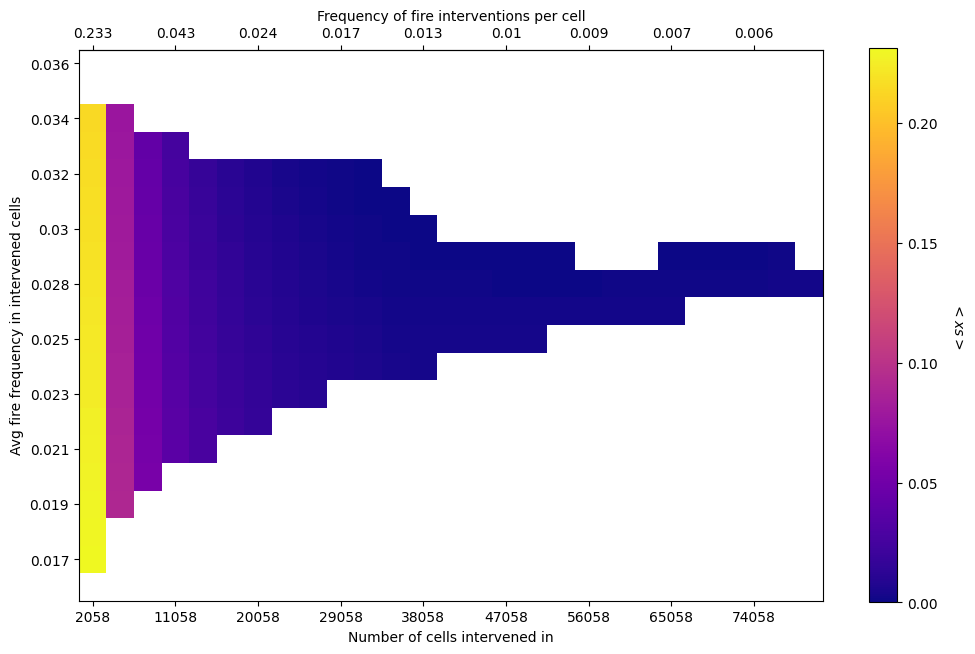 Frequency of fire interventions per cell
0.233 0.043 0.024 0.017 0.013 0.01 0.009 0.007 0.006
Avg fire frequency in intervened cells
0.036
0.034
0.032
0.03
0.028
0.025
0.023
0.021
0.019
0.017
2058 11058 20058 29058 38058 47058 56058 65058 74058
Number of cells intervened in
0.20
0.15
0.10
0.05
0.00
< sx >